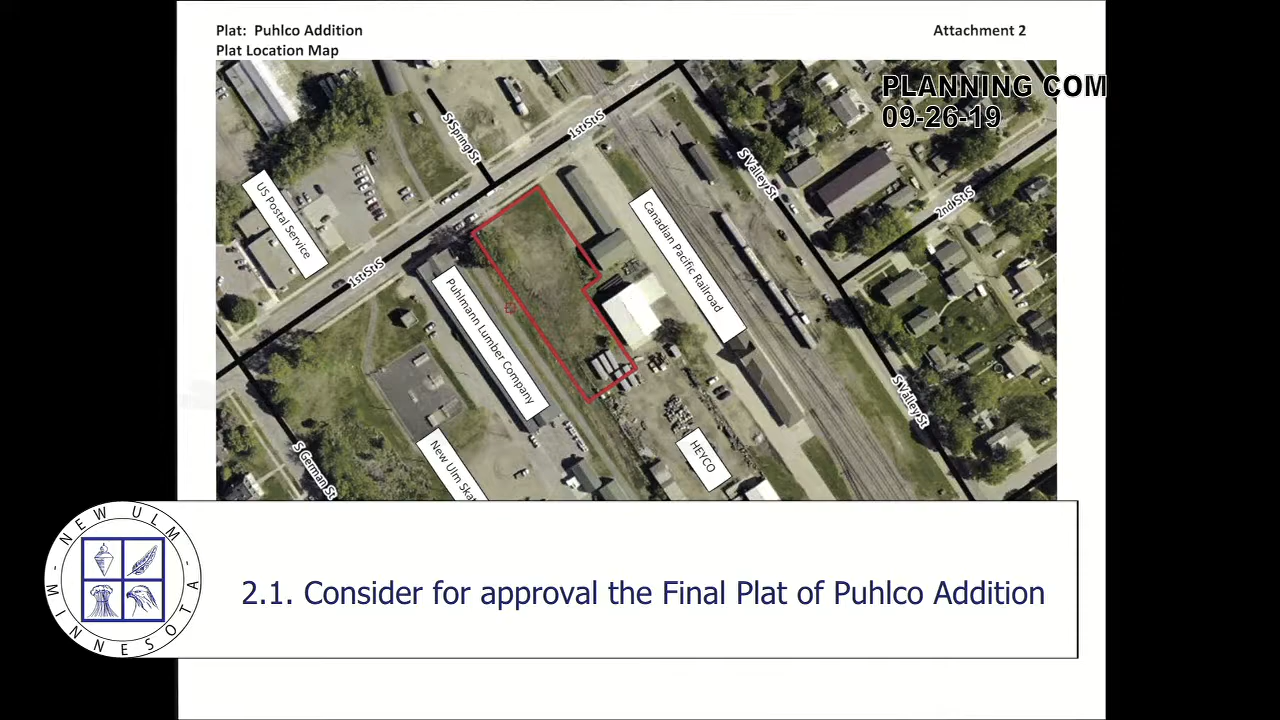 Plat: Puhlco Addition
Attachment 2
Plat Location Map
PLANNING COM
09-26-19
S Spring St
1st St S
S Valley St
2nd St S
US Postal Service
Canadian Pacific Railroad
1st St S
Puhlmann Lumber Company
S Valley St
HEYCO
New Ulm Ska
S German St
NEW ULM
MINNESOTA
2.1. Consider for approval the Final Plat of Puhlco Addition